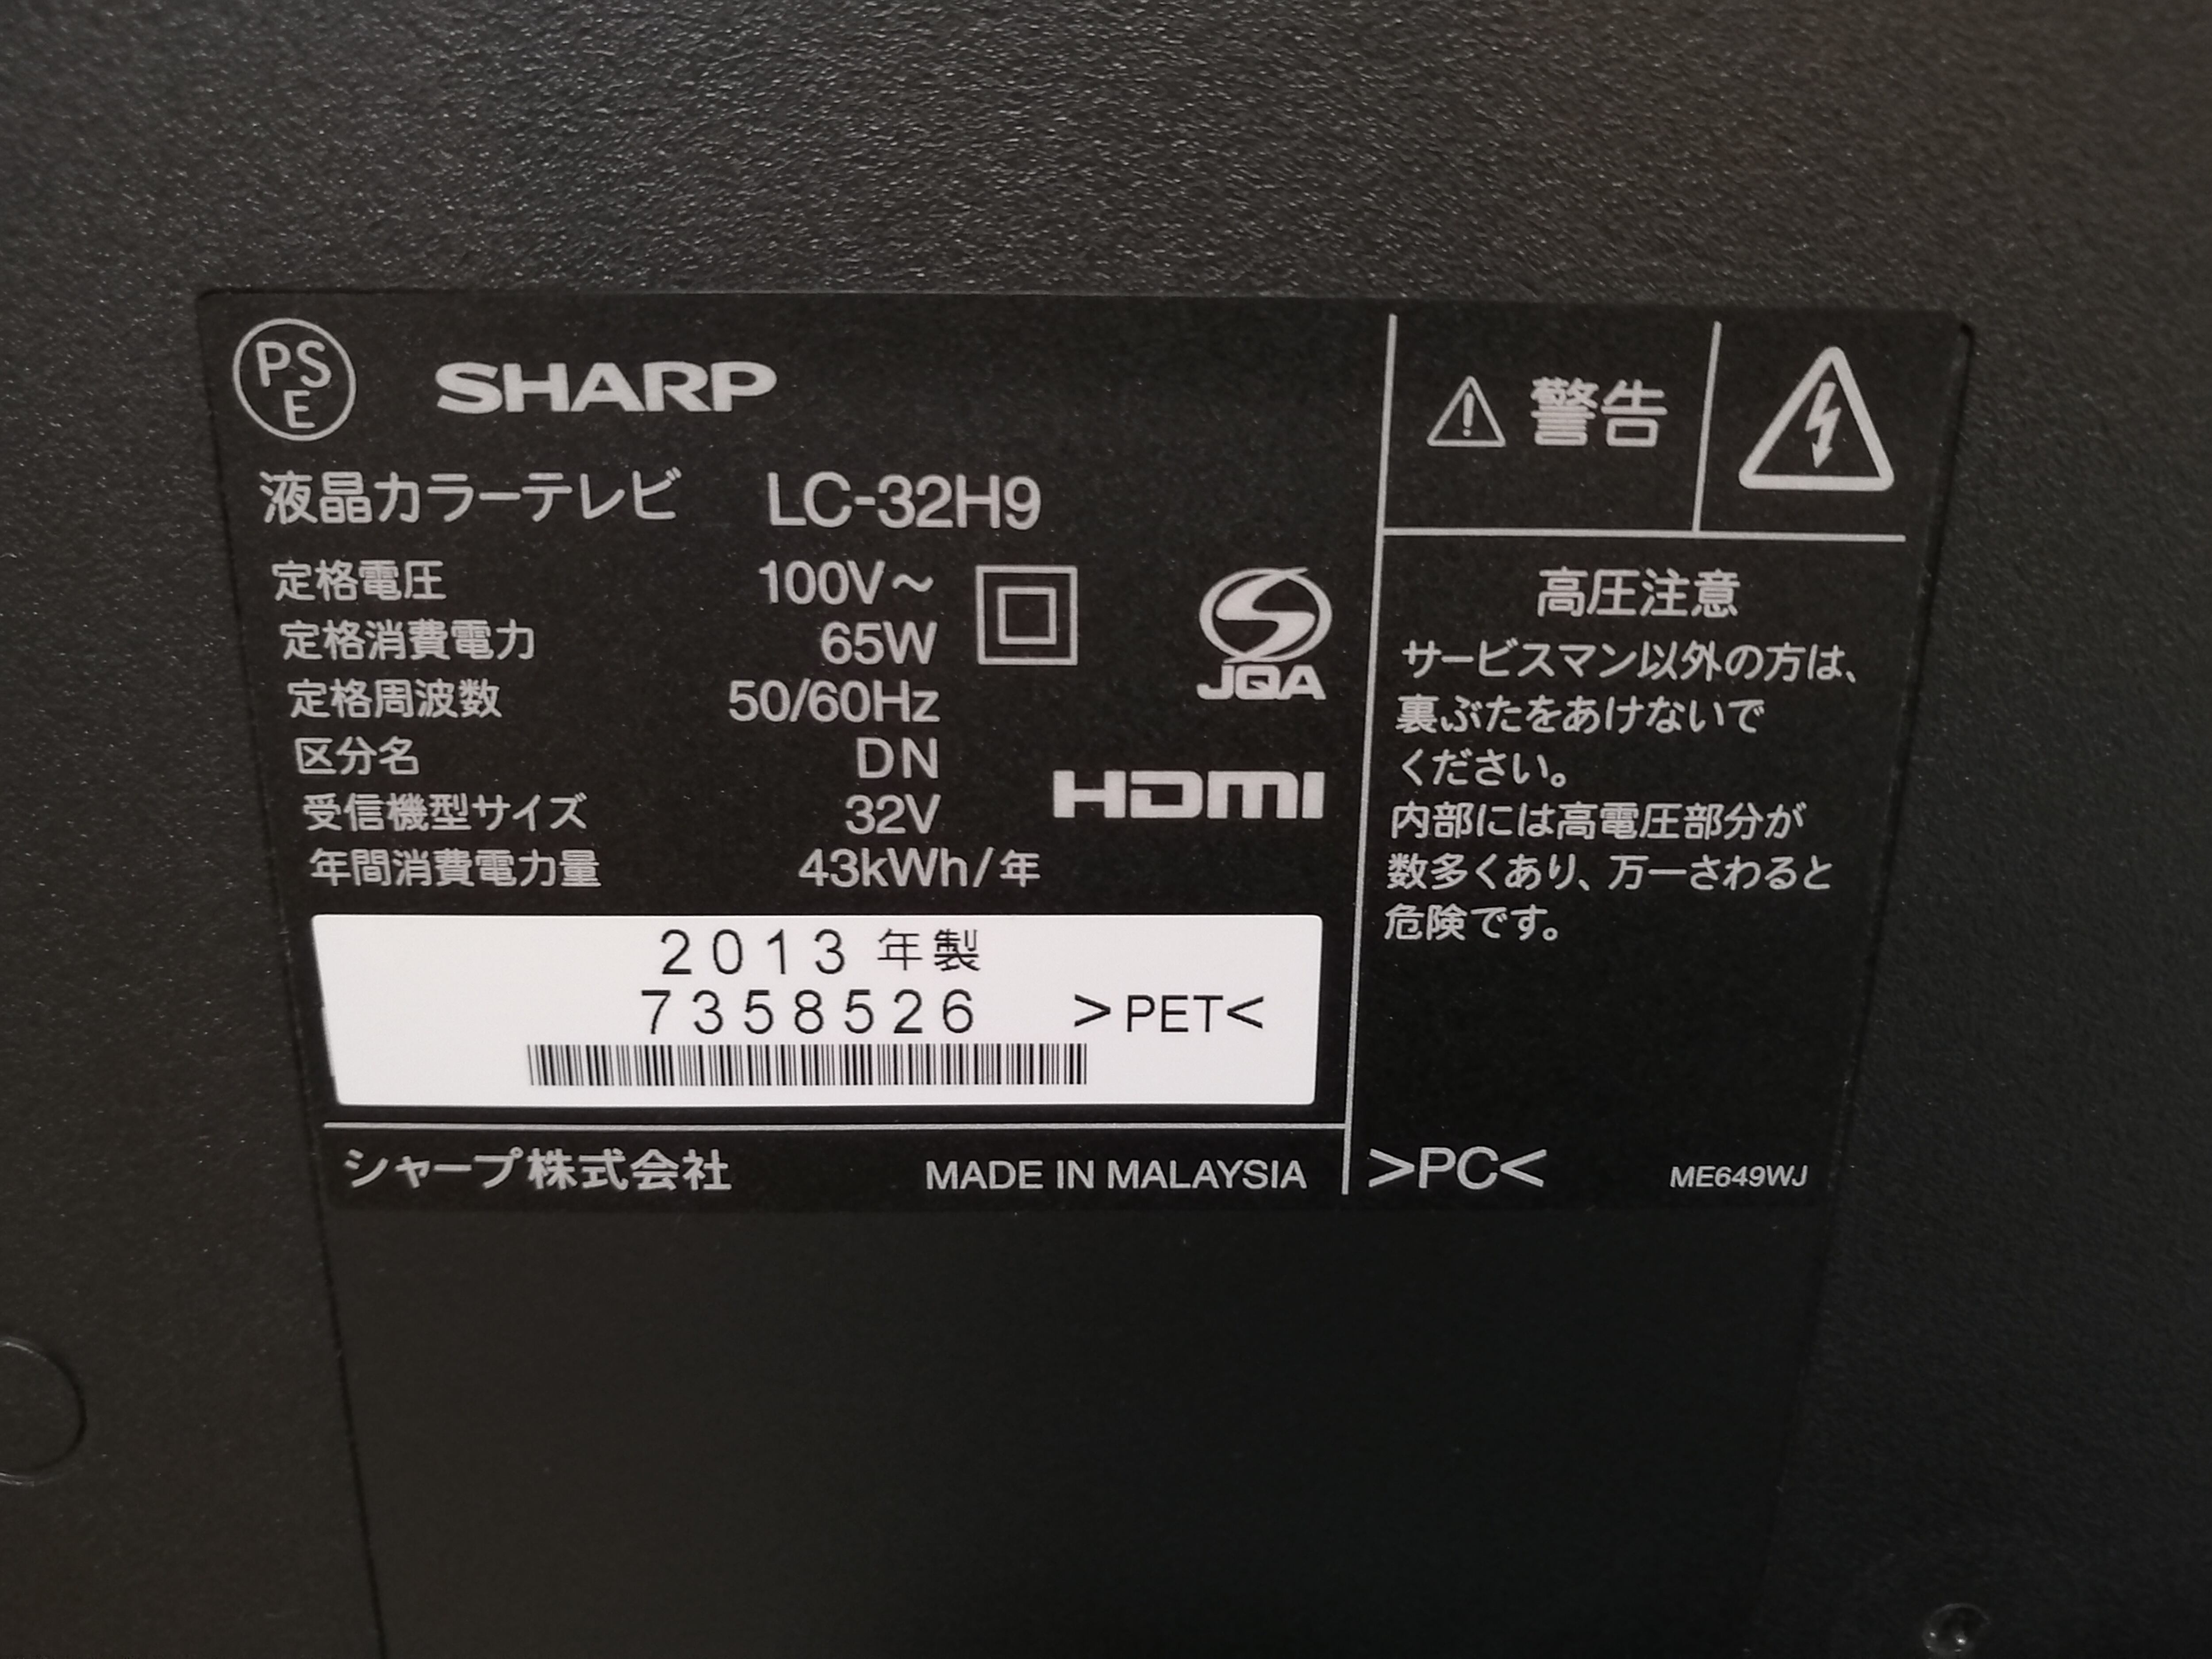 PS
E
SHARP
液晶カラーテレビ LC-32H9
定格電圧 100V～
定格消費電力 65W
定格周波数 50/60Hz
区分名 DN
受信機型サイズ 32V
年間消費電力量 43kWh/年
JQA
HDMI
2013 年製
7358526 >PET<
シャープ株式会社 MADE IN MALAYSIA
警告
高圧注意
サービスマン以外の方は、
裏ぶたをあけないで
ください。
内部には高電圧部分が
数多くあり、万一さわると
危険です。
>PC< ME649WJ